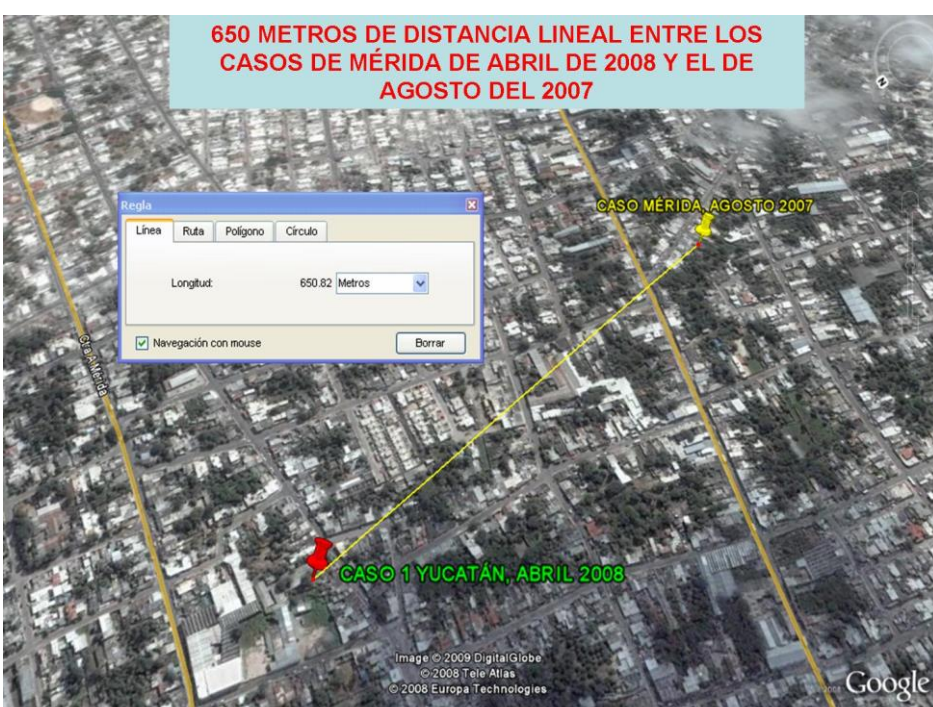 650 METROS DE DISTANCIA LINEAL ENTRE LOS
CASOS DE MÉRIDA DE ABRIL DE 2008 Y EL DE
AGOSTO DEL 2007
N
Regla
Línea Ruta Polígono Círculo
Longitud: 650.82 Metros
Navegación con mouse Borrar
CASO MÉRIDA, AGOSTO 2007
CASO 1 YUCATÁN, ABRIL 2008
Image © 2009 DigitalGlobe
© 2008 Tele Atlas
© 2008 Europa Technologies
©2008 Google